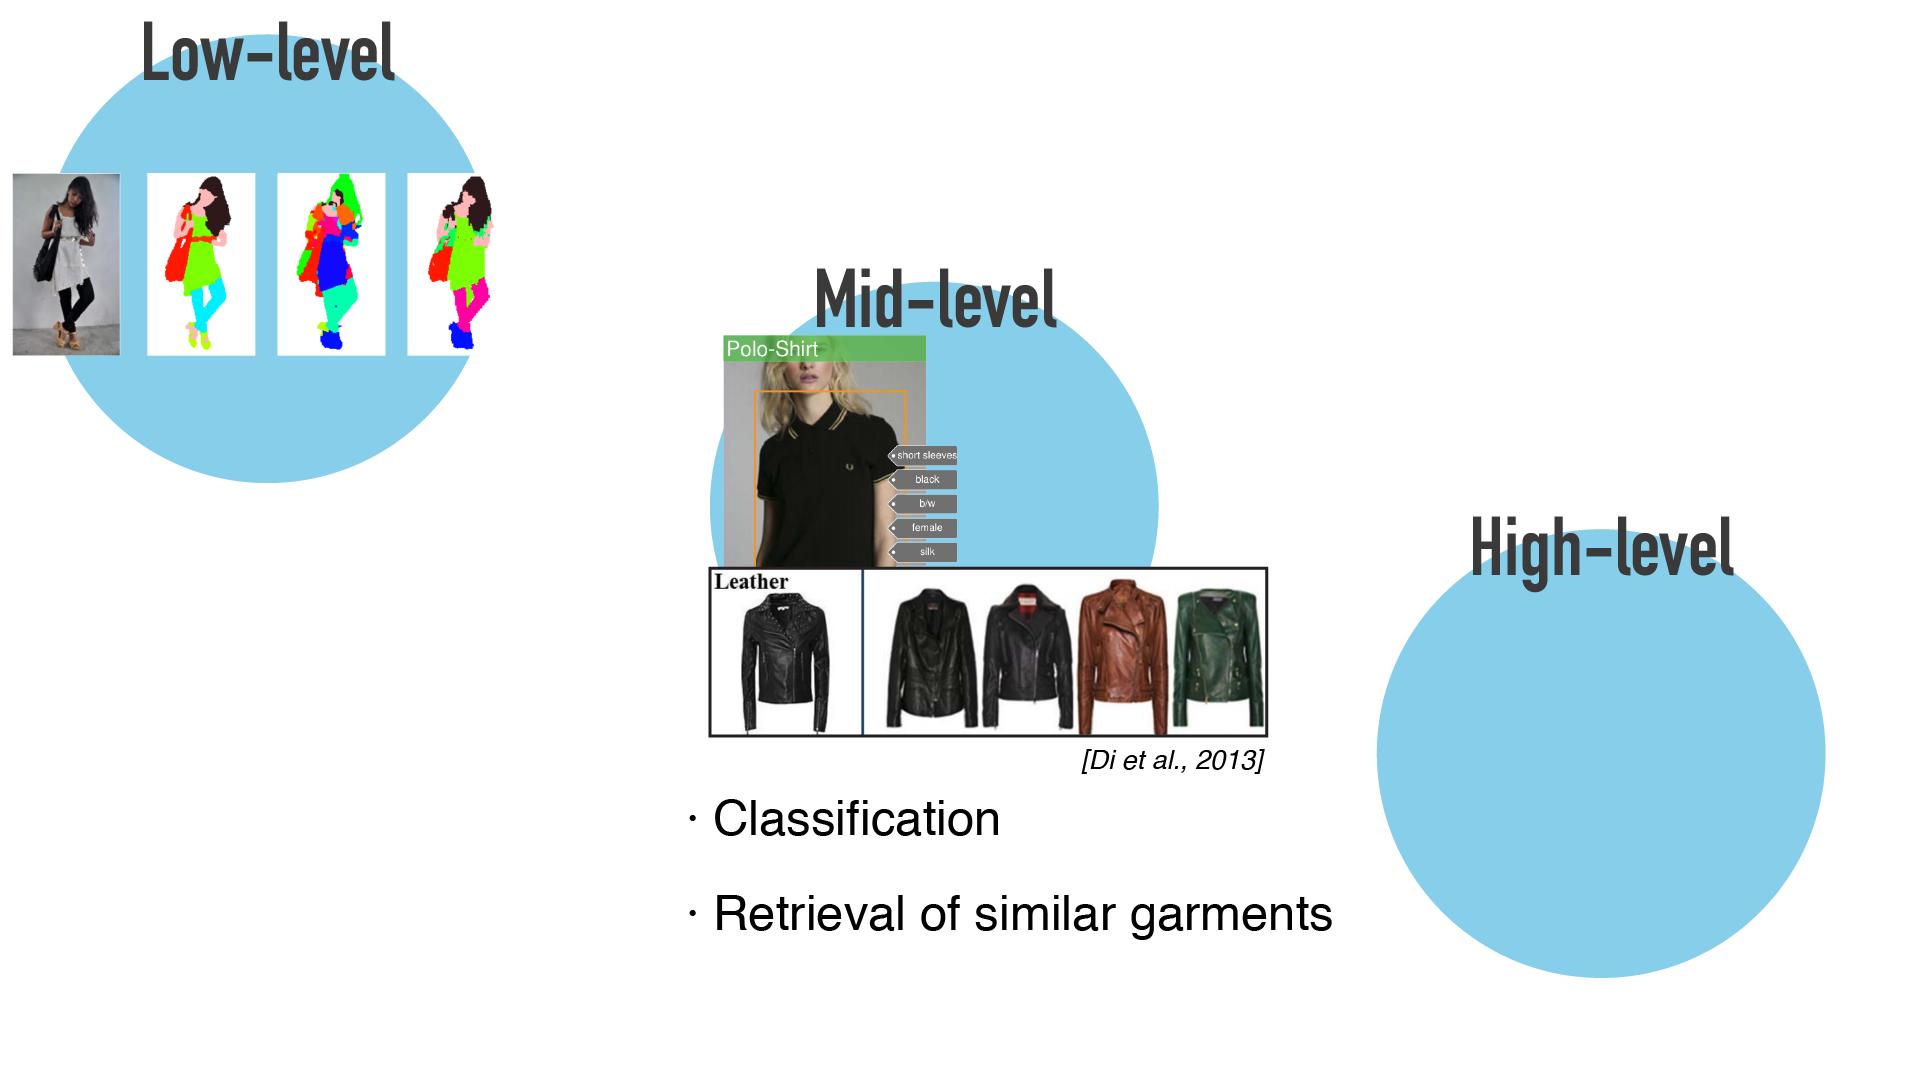 Low-level
Mid-level
Polo-Shirt
short sleeves
black
b/w
female
silk
Leather
[Di et al., 2013]
· Classification
· Retrieval of similar garments
High-level